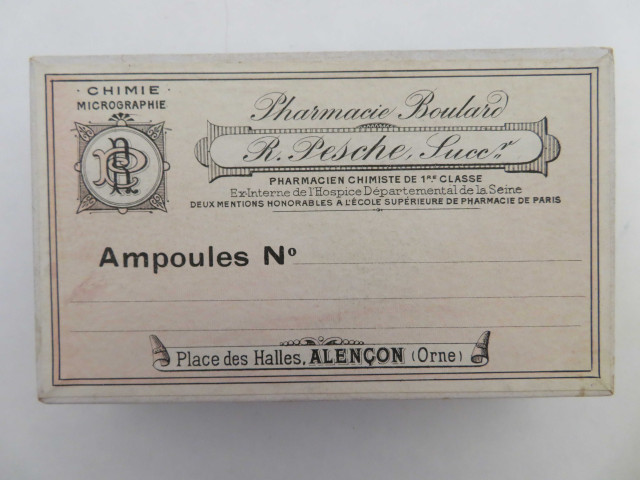 · CHIMIE ·
MICROGRAPHIE
Pharmacie Boulard
R. Pesche, Succr
PHARMACIEN CHIMISTE DE 1RE CLASSE
Ex-Interne de l'Hospice Départemental de la Seine
DEUX MENTIONS HONORABLES A L'ÉCOLE SUPÉRIEURE DE PHARMACIE DE PARIS
Ampoules No
Place des Halles, ALENÇON (Orne)